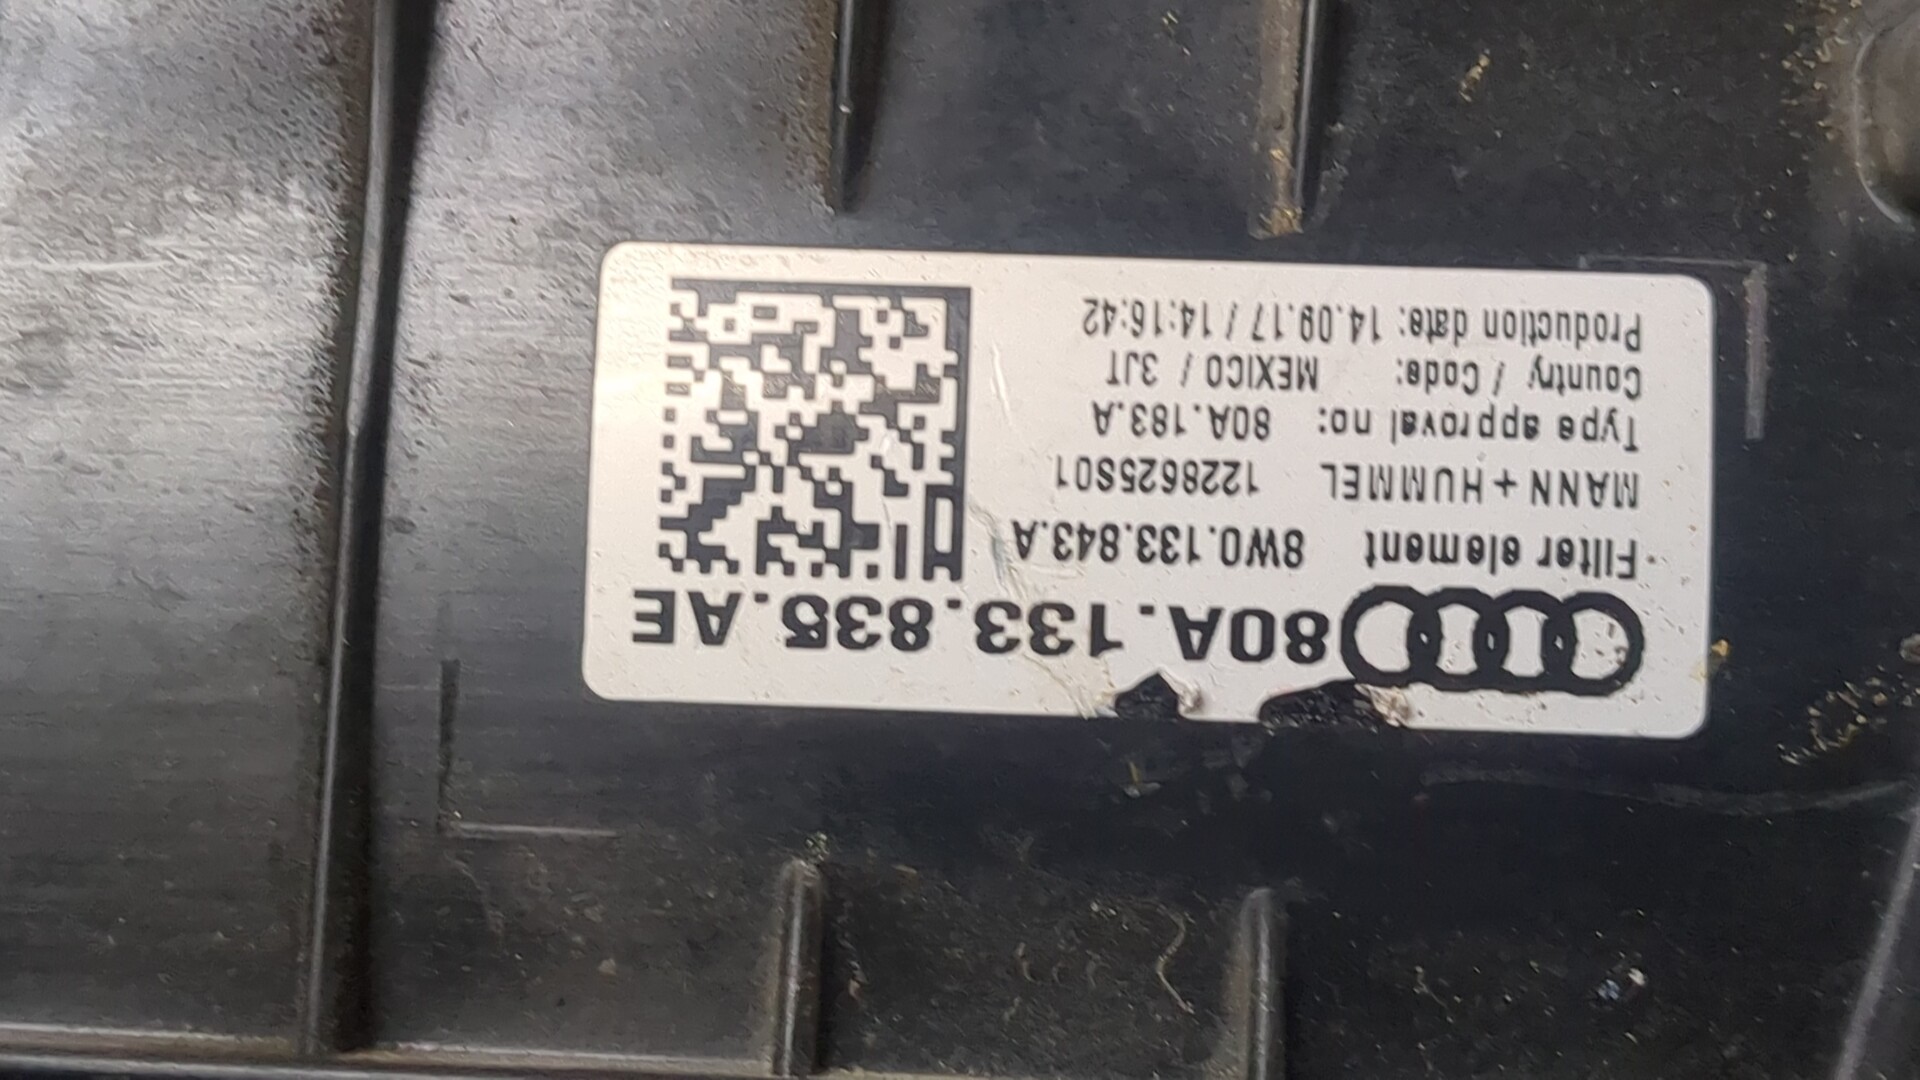 80A.133.835.AE
Filter element 8W0.133.843.A
MANN+HUMMEL 1228625S01
Type approval no: 80A.183.A
Country / Code: MEXICO / 3JT
Production date: 14.09.17 / 14:16:42